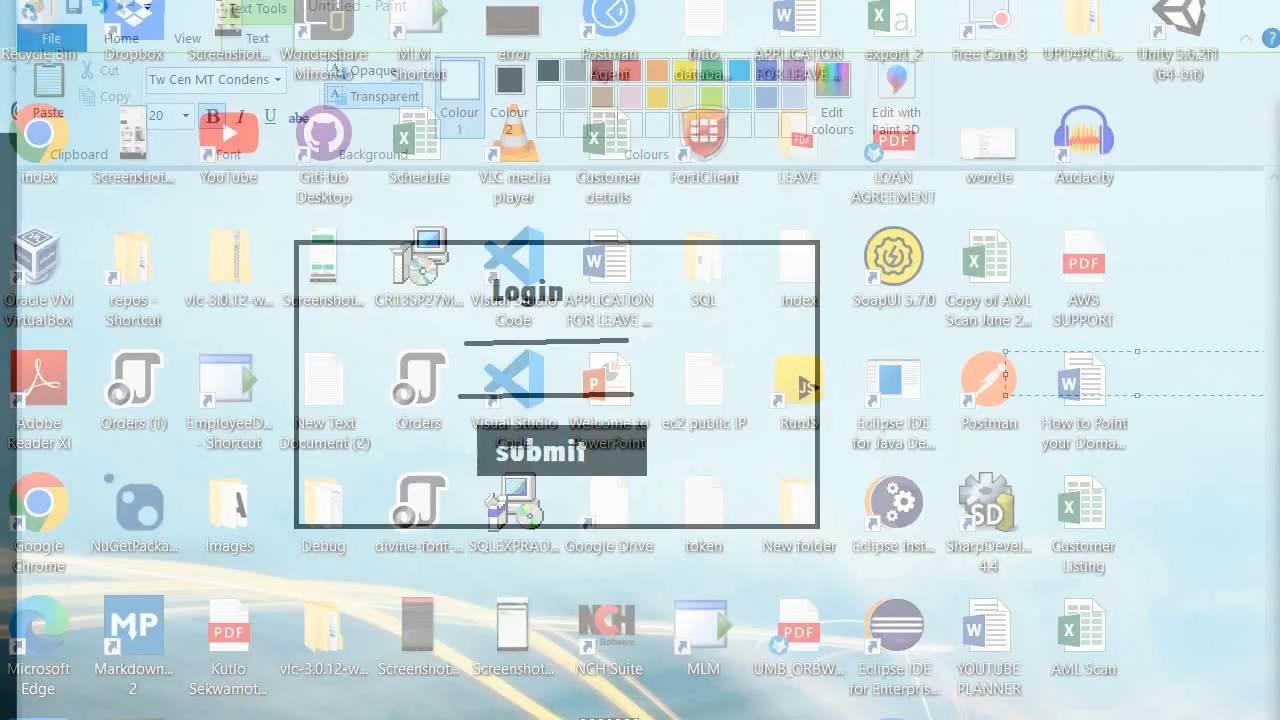 Text Tools Untitled - Paint
File Home View Text
Recycle Bin Dropbox Screenshot... Wondershare MLM - Shortcut error Postman Agent APPLICATION FOR LEAVE ... export_2 Free Cam 8 Unity 5.6.2f1 (64-bit)
Cut
Copy
Paste
Tw Cen MT Condens
20 B I U abc
Opaque
Transparent
Colour 1
Colour 2
Edit colours
Edit with Paint 3D
Clipboard Font Background Colours
index Screenshot... YouTube GitHub Desktop Schedule VLC media player Customer details FortiClient LEAVE LOAN AGREEMENT wordle Audacity
Oracle VM VirtualBox repos - Shortcut vlc-3.0.12-w... Screenshot... CR13SP27M... Visual Studio Code APPLICATION FOR LEAVE ... SQL index SoapUI 5.7.0 Copy of AML Scan June 2... AWS SUPPORT
Login
Adobe Reader XI Orders (1) EmployeeD... - Shortcut New Text Document (2) Orders Visual Studio Code Welcome to PowerPoint ec2 public IP RunJS Eclipse IDE for Java De... Postman How to Point your Doma...
submit
Google Chrome NuGetPacka... Images Debug divine-font-... SQLEXPRAD... Google Drive token New folder Eclipse Inst... SharpDevel... 4.4 Customer Listing
Microsoft Edge Markdown... 2 Kutlo Sekwamot... vlc-3.0.12-w... Screenshot... Screenshot... NCH Suite MLM UMB_ORBW... Eclipse IDE for Enterpris... YOUTUBE PLANNER AML Scan